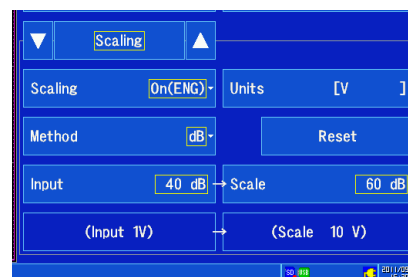 ▼ Scaling ▲
Scaling On(ENG) Units [V ]
Method dB Reset
Input 40 dB → Scale 60 dB
(Input 1V) → (Scale 10 V)
SD USB